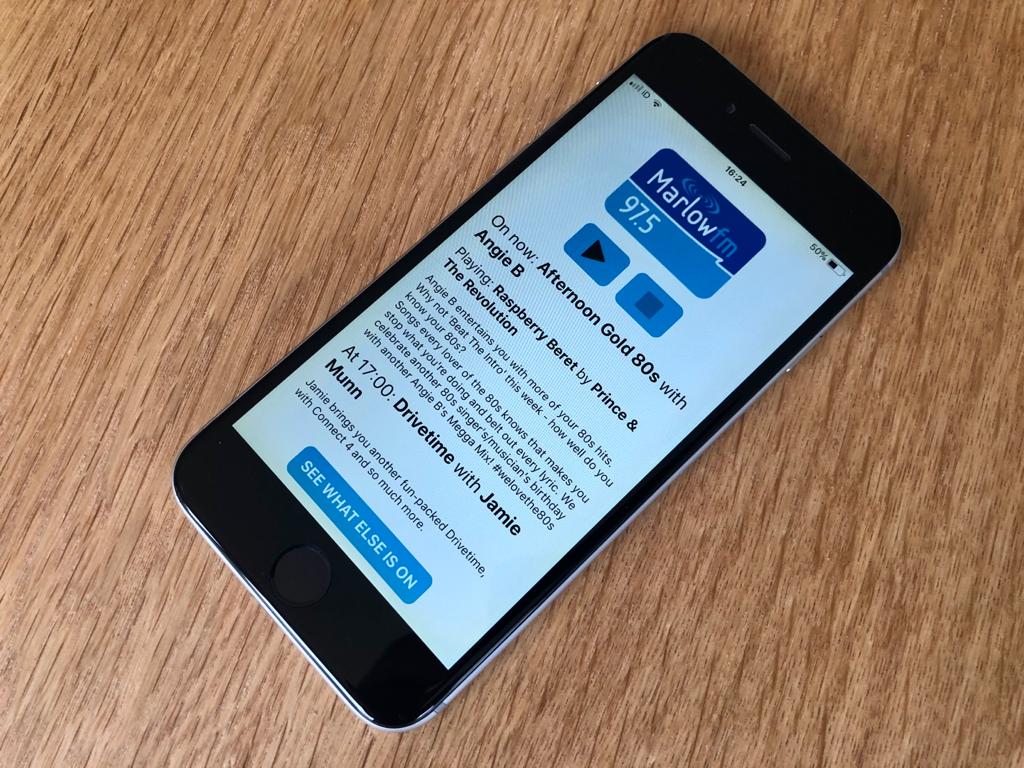 ID
16:24
50%
Marlowfm
97.5
On now: Afternoon Gold 80s with
Angie B
Playing: Raspberry Beret by Prince &
The Revolution
Angie B entertains you with more of your 80s hits.
Why not 'Beat The Intro' this week - how well do you
know your 80s?
Songs every lover of the 80s knows that makes you
stop what you're doing and belt out every lyric. We
celebrate another 80s singer's/musician's birthday
with another Angie B's Megga Mix! #welovethe80s
At 17:00: Drivetime with Jamie
Munn
Jamie brings you another fun-packed Drivetime,
with Connect 4 and so much more.
SEE WHAT ELSE IS ON